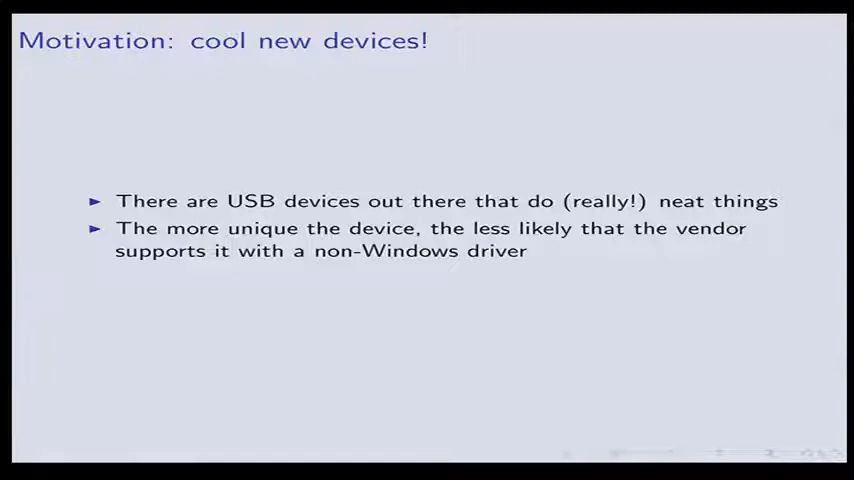 Motivation: cool new devices!
There are USB devices out there that do (really!) neat things
The more unique the device, the less likely that the vendor
supports it with a non-Windows driver